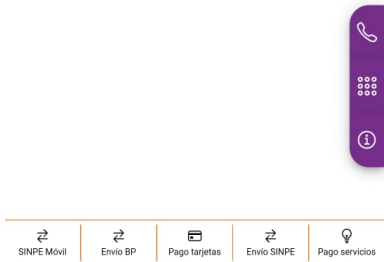 SINPE Móvil
Envío BP
Pago tarjetas
Envío SINPE
Pago servicios